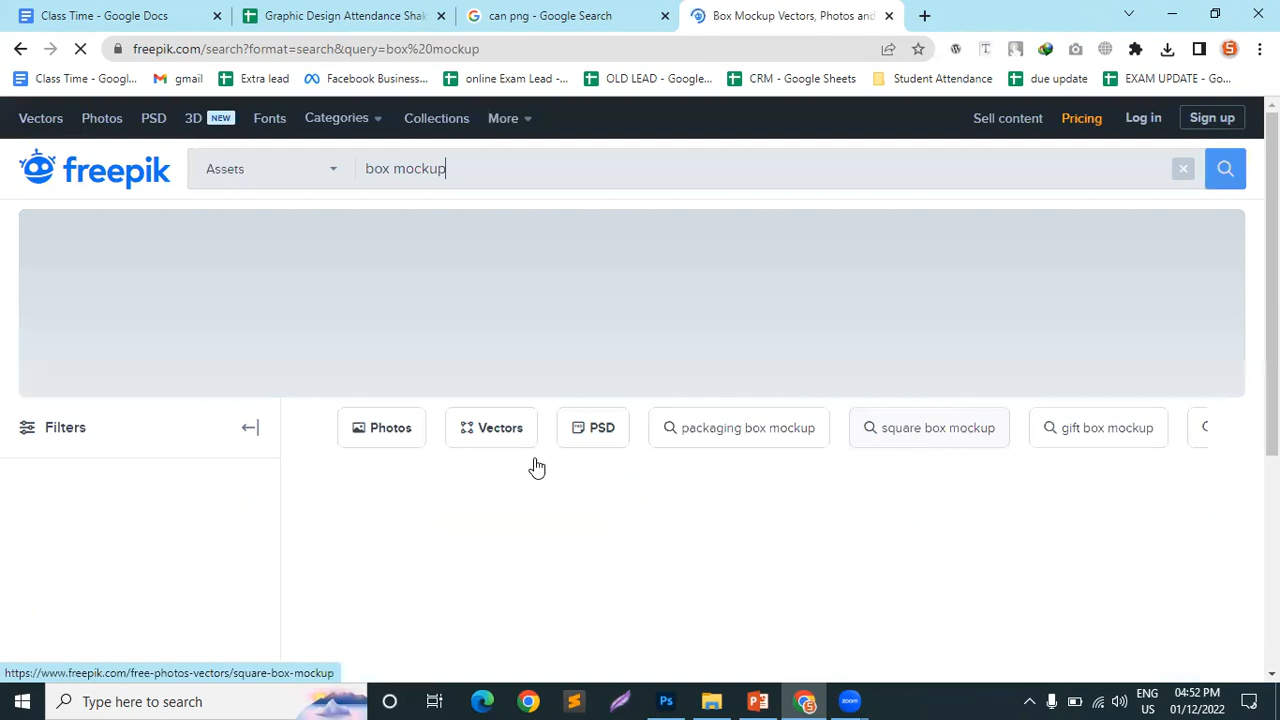 Class Time - Google Docs
Graphic Design Attendance Shak
can png - Google Search
Box Mockup Vectors, Photos and
freepik.com/search?format=search&query=box%20mockup
Class Time - Googl...
gmail
Extra lead
Facebook Business...
online Exam Lead -...
OLD LEAD - Google...
CRM - Google Sheets
Student Attendance
due update
EXAM UPDATE - Go...
Vectors
Photos
PSD
3D NEW
Fonts
Categories
Collections
More
Sell content
Pricing
Log in
Sign up
freepik
Assets
box mockup
Filters
Photos
Vectors
PSD
packaging box mockup
square box mockup
gift box mockup
https://www.freepik.com/free-photos-vectors/square-box-mockup
Type here to search
Ps
zoom
ENG
US
04:52 PM
01/12/2022